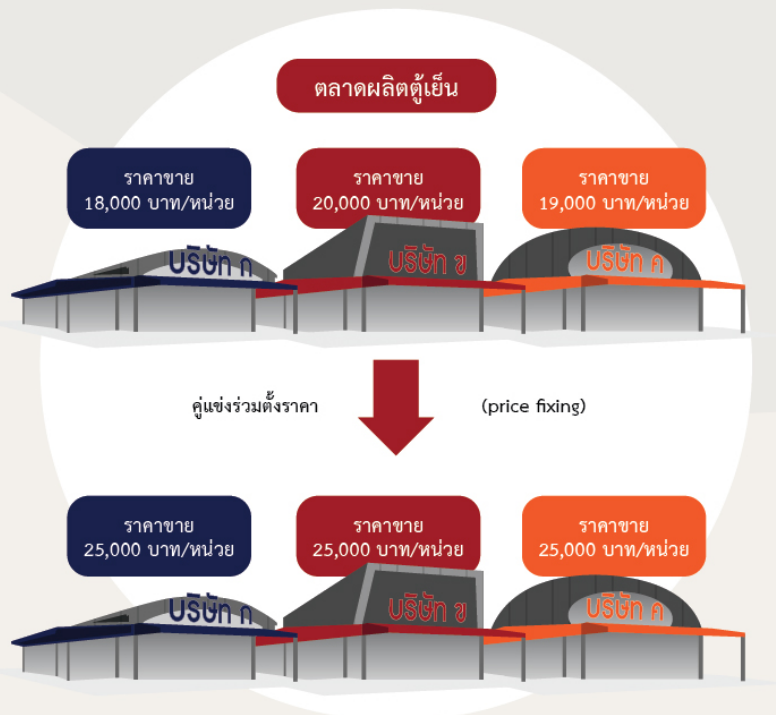 ตลาดผลิตตู้เย็น
ราคาขาย
18,000 บาท/หน่วย
ราคาขาย
20,000 บาท/หน่วย
ราคาขาย
19,000 บาท/หน่วย
บริษัท ก
บริษัท ข
บริษัท ค
คู่แข่งร่วมตั้งราคา
(price fixing)
ราคาขาย
25,000 บาท/หน่วย
ราคาขาย
25,000 บาท/หน่วย
ราคาขาย
25,000 บาท/หน่วย
บริษัท ก
บริษัท ข
บริษัท ค